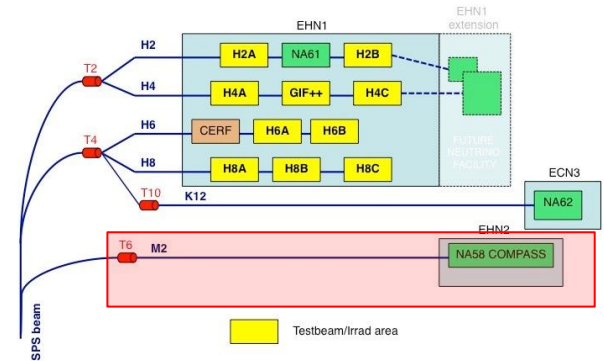 EHN1
EHN1
extension
H2
H2A
NA61
H2B
T2
H4
H4A
GIF++
H4C
H6
CERF
H6A
H6B
T4
FUTURE
NEUTRINO
FACILITY
H8
H8A
H8B
H8C
ECN3
T10
K12
NA62
EHN2
T6
M2
NA58 COMPASS
SPS beam
Testbeam/Irrad area